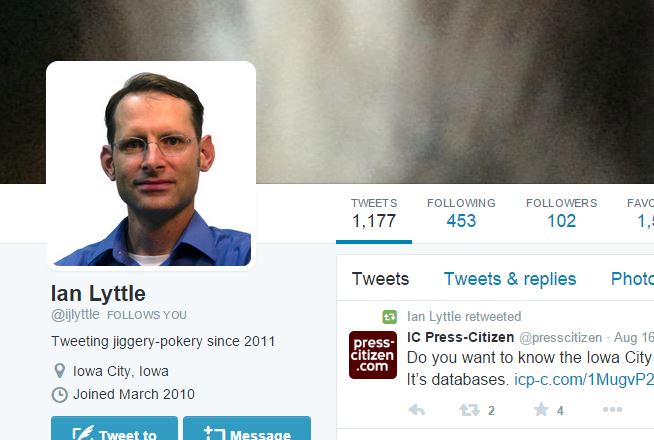 TWEETS FOLLOWING FOLLOWERS FAVO
1,177 453 102 1,5
Ian Lyttle
@ijlyttle FOLLOWS YOU
Tweeting jiggery-pokery since 2011
Iowa City, Iowa
Joined March 2010
Tweet to Message
Tweets Tweets & replies Photo
Ian Lyttle retweeted
press-
citizen
.com
IC Press-Citizen @presscitizen · Aug 16
Do you want to know the Iowa City
It's databases. icp-c.com/1MugvP2
2 4